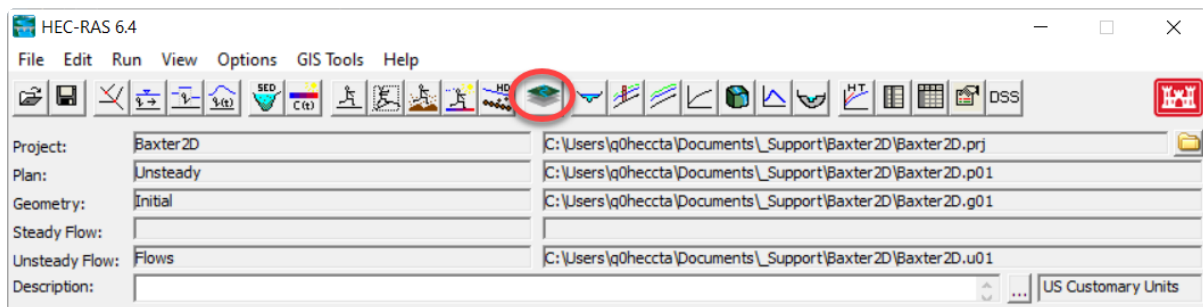 HEC-RAS 6.4
File Edit Run View Options GIS Tools Help
SED C(t) HD HT DSS
Project: Baxter2D C:\Users\q0heccta\Documents\_Support\Baxter2D\Baxter2D.prj
Plan: Unsteady C:\Users\q0heccta\Documents\_Support\Baxter2D\Baxter2D.p01
Geometry: Initial C:\Users\q0heccta\Documents\_Support\Baxter2D\Baxter2D.g01
Steady Flow:
Unsteady Flow: Flows C:\Users\q0heccta\Documents\_Support\Baxter2D\Baxter2D.u01
Description: ... US Customary Units